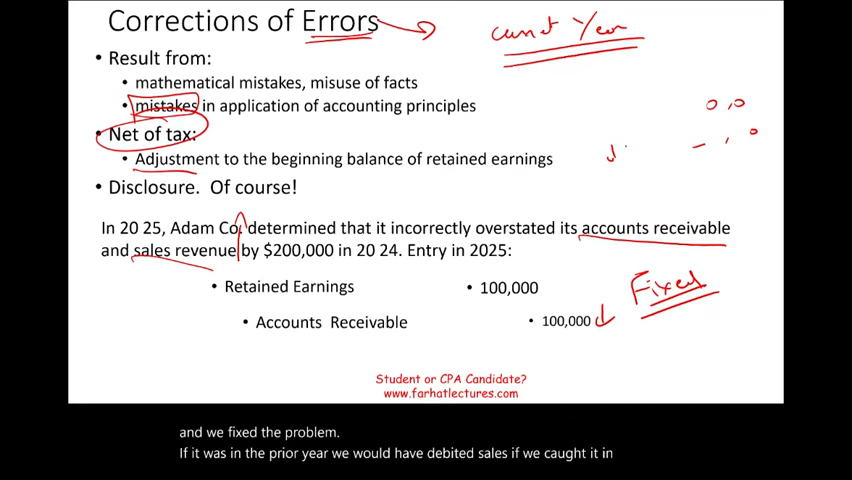 Corrections of Errors
current Year
• Result from:
• mathematical mistakes, misuse of facts
• mistakes in application of accounting principles
• Net of tax:
• Adjustment to the beginning balance of retained earnings
• Disclosure. Of course!
In 20 25, Adam Co. determined that it incorrectly overstated its accounts receivable
and sales revenue by $200,000 in 20 24. Entry in 2025:
• Retained Earnings • 100,000
Fixed
• Accounts Receivable • 100,000
Student or CPA Candidate?
www.farhatlectures.com
and we fixed the problem.
If it was in the prior year we would have debited sales if we caught it in